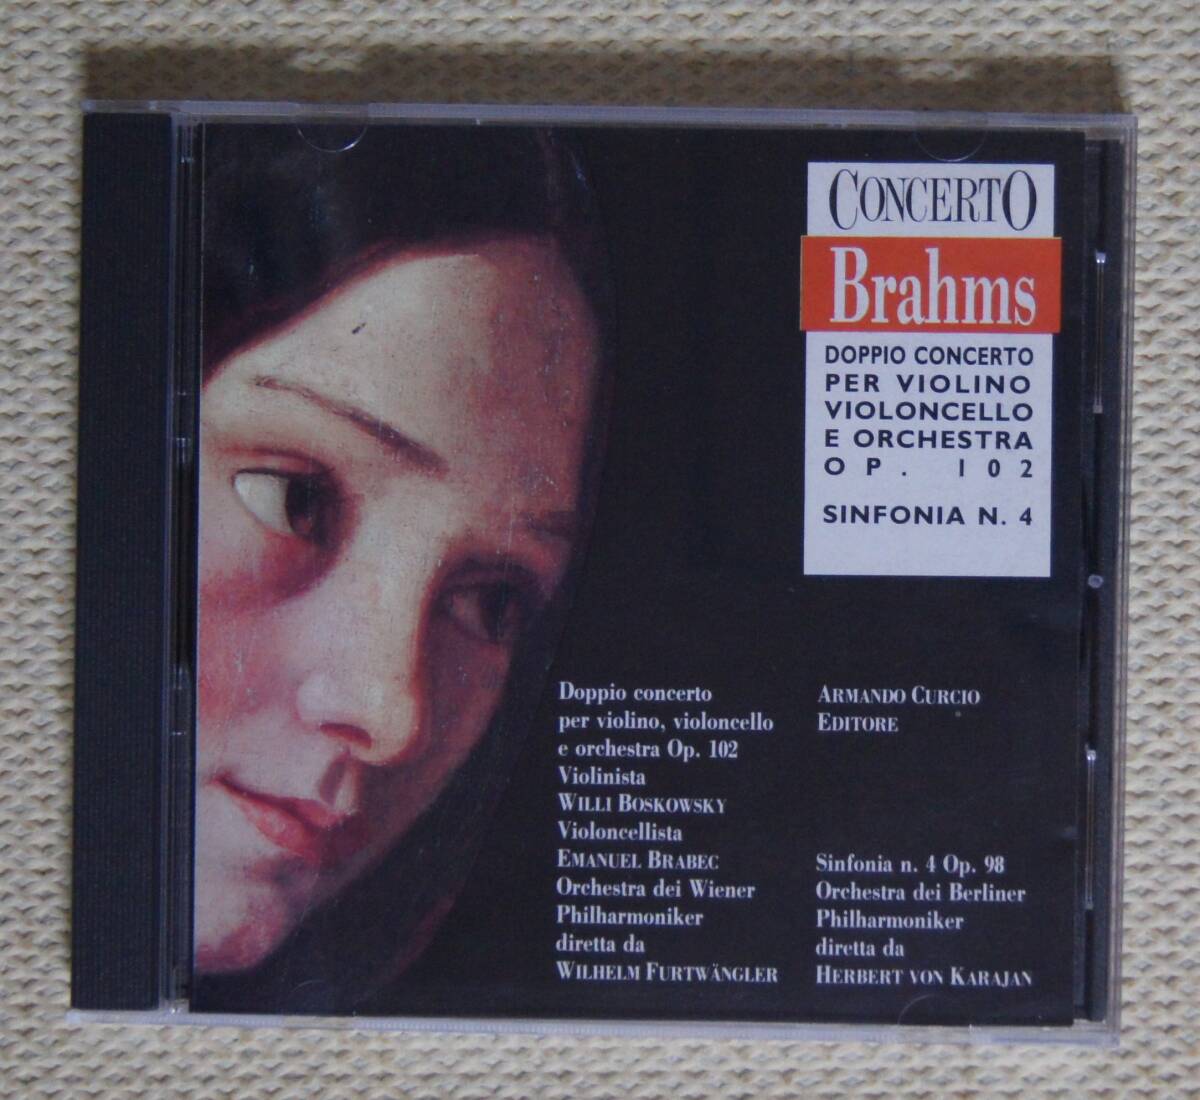 CONCERTO
Brahms
DOPPIO CONCERTO
PER VIOLINO
VIOLONCELLO
E ORCHESTRA
OP. 102
SINFONIA N. 4
Doppio concerto
per violino, violoncello
e orchestra Op. 102
Violinista
WILLI BOSKOWSKY
Violoncellista
EMANUEL BRABEC
Orchestra dei Wiener
Philharmoniker
diretta da
WILHELM FURTWÄNGLER
ARMANDO CURCIO
EDITORE
Sinfonia n. 4 Op. 98
Orchestra dei Berliner
Philharmoniker
diretta da
HERBERT VON KARAJAN